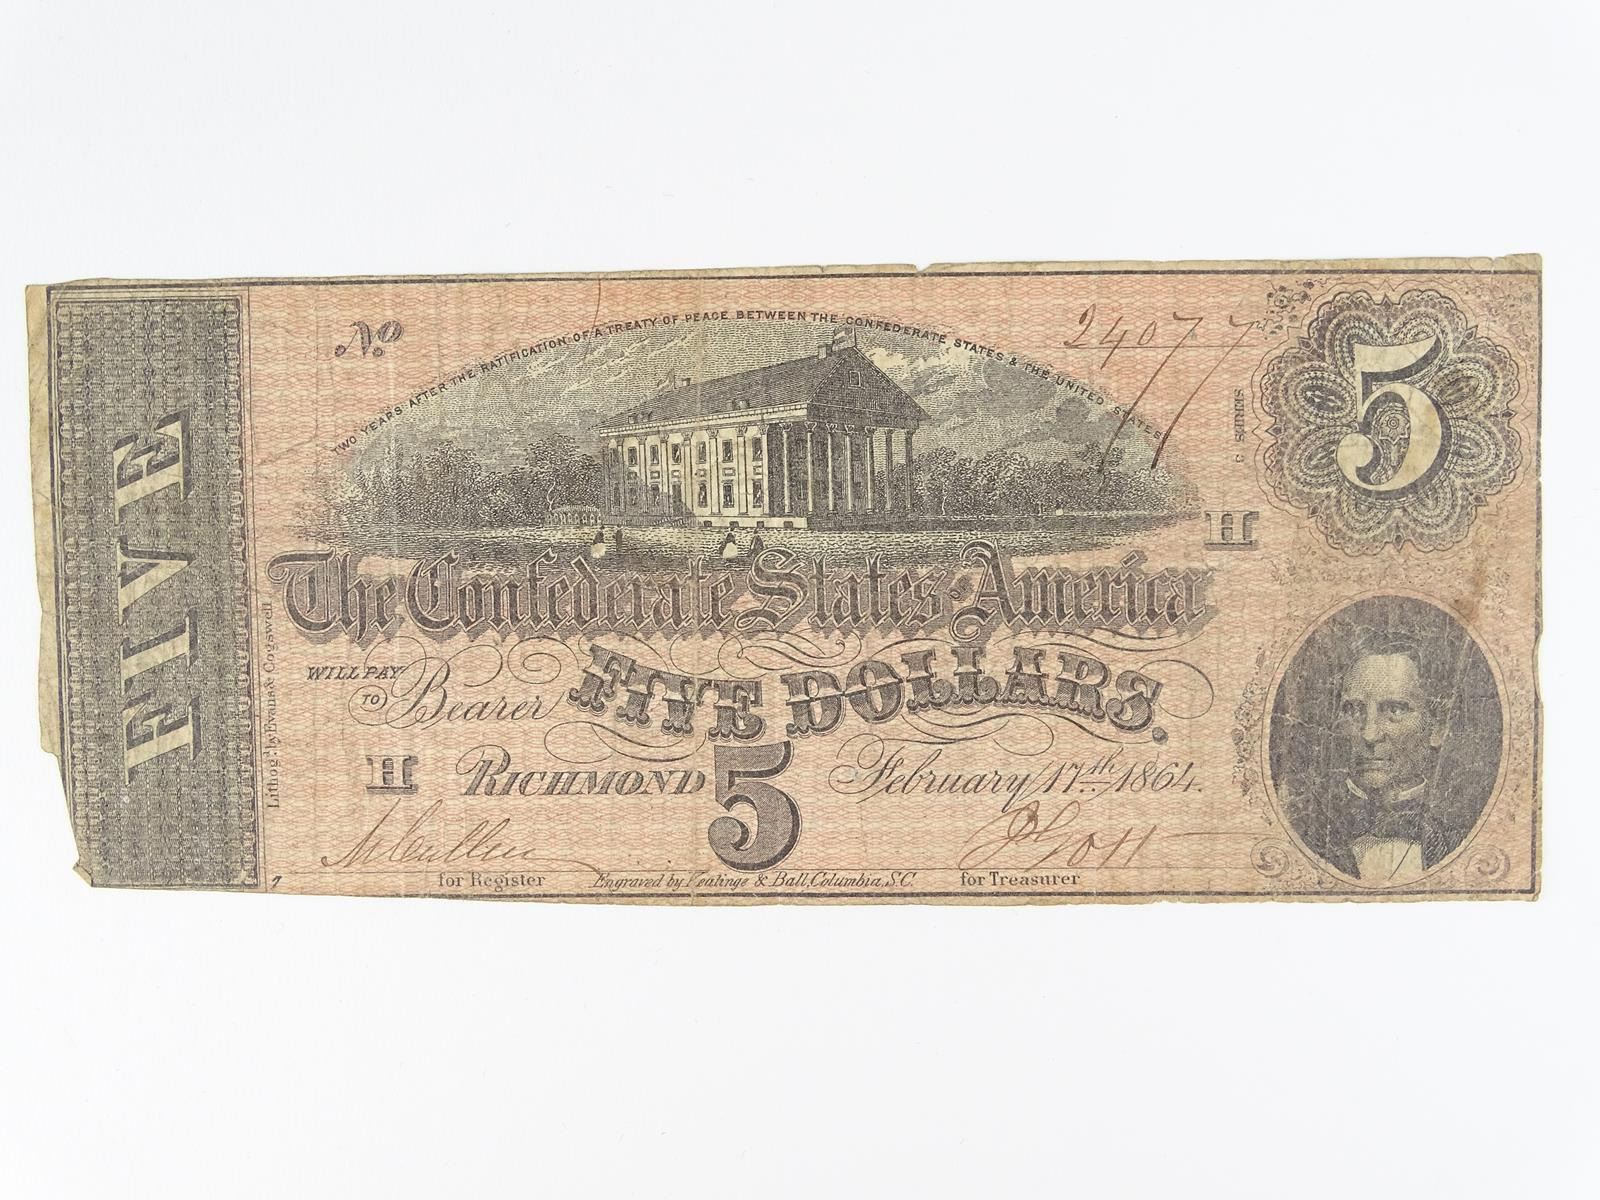 No
24077
TWO YEARS AFTER THE RATIFICATION OF A TREATY OF PEACE BETWEEN THE CONFEDERATE STATES & THE UNITED STATES
5
SERIES
FIVE
H
The Confederate States of America
WILL PAY
TO Bearer FIVE DOLLARS.
H RICHMOND 5 February 17th 1864.
Lithog: by Evans & Cogswell
7
for Register
Engraved by Keatinge & Ball, Columbia, S.C.
for Treasurer